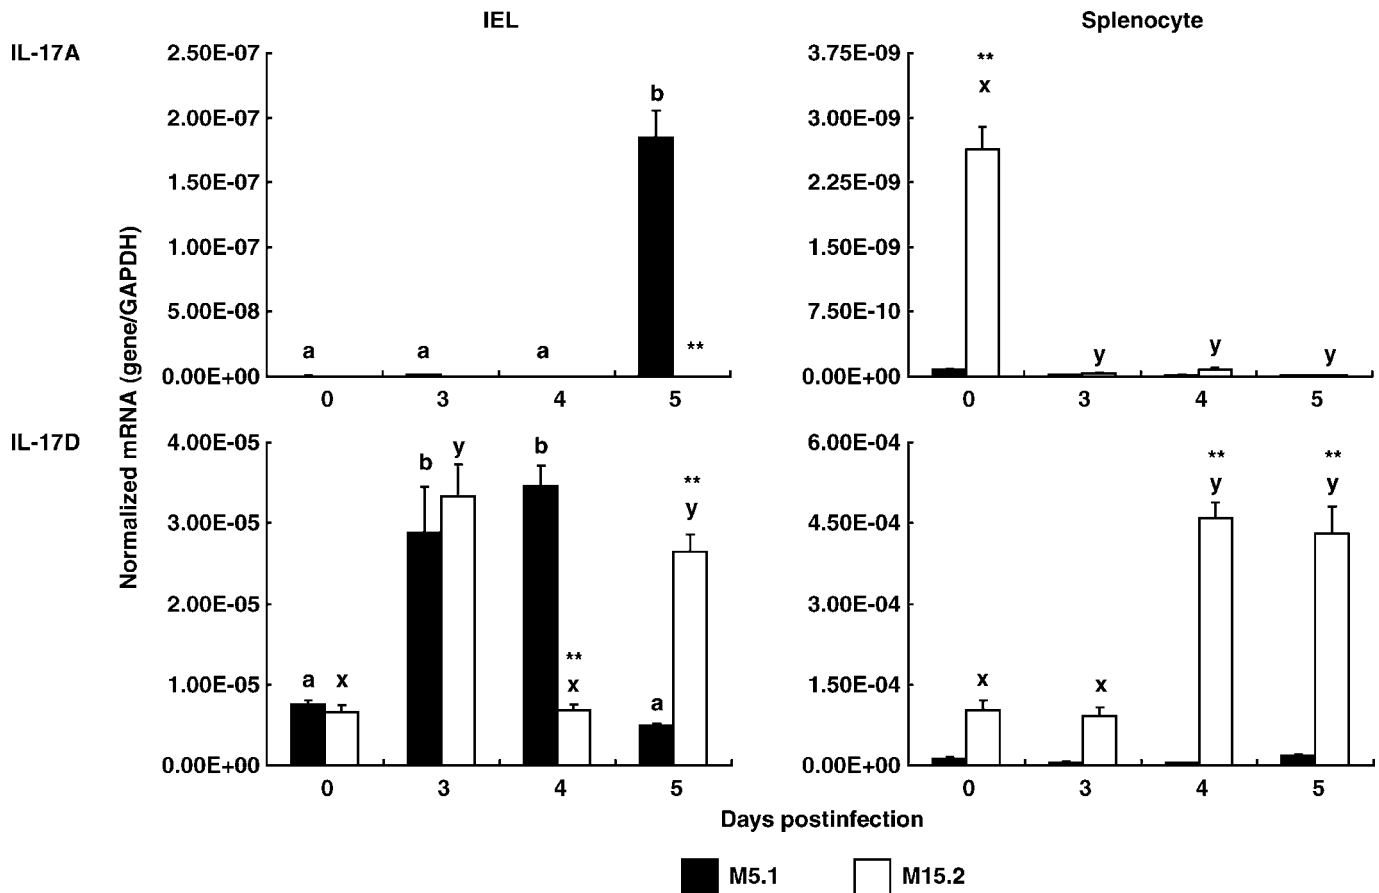 IEL
Splenocyte
IL-17A
2.50E-07
2.00E-07
1.50E-07
1.00E-07
5.00E-08
0.00E+00
a
a
a
b
**
0
3
4
5
3.75E-09
3.00E-09
2.25E-09
1.50E-09
7.50E-10
0.00E+00
**
x
y
y
y
0
3
4
5
Normalized mRNA (gene/GAPDH)
IL-17D
4.00E-05
3.00E-05
2.00E-05
1.00E-05
0.00E+00
a
x
b
y
b
**
x
a
**
y
0
3
4
5
6.00E-04
4.50E-04
3.00E-04
1.50E-04
0.00E+00
x
x
**
y
**
y
0
3
4
5
Days postinfection
M5.1
M15.2